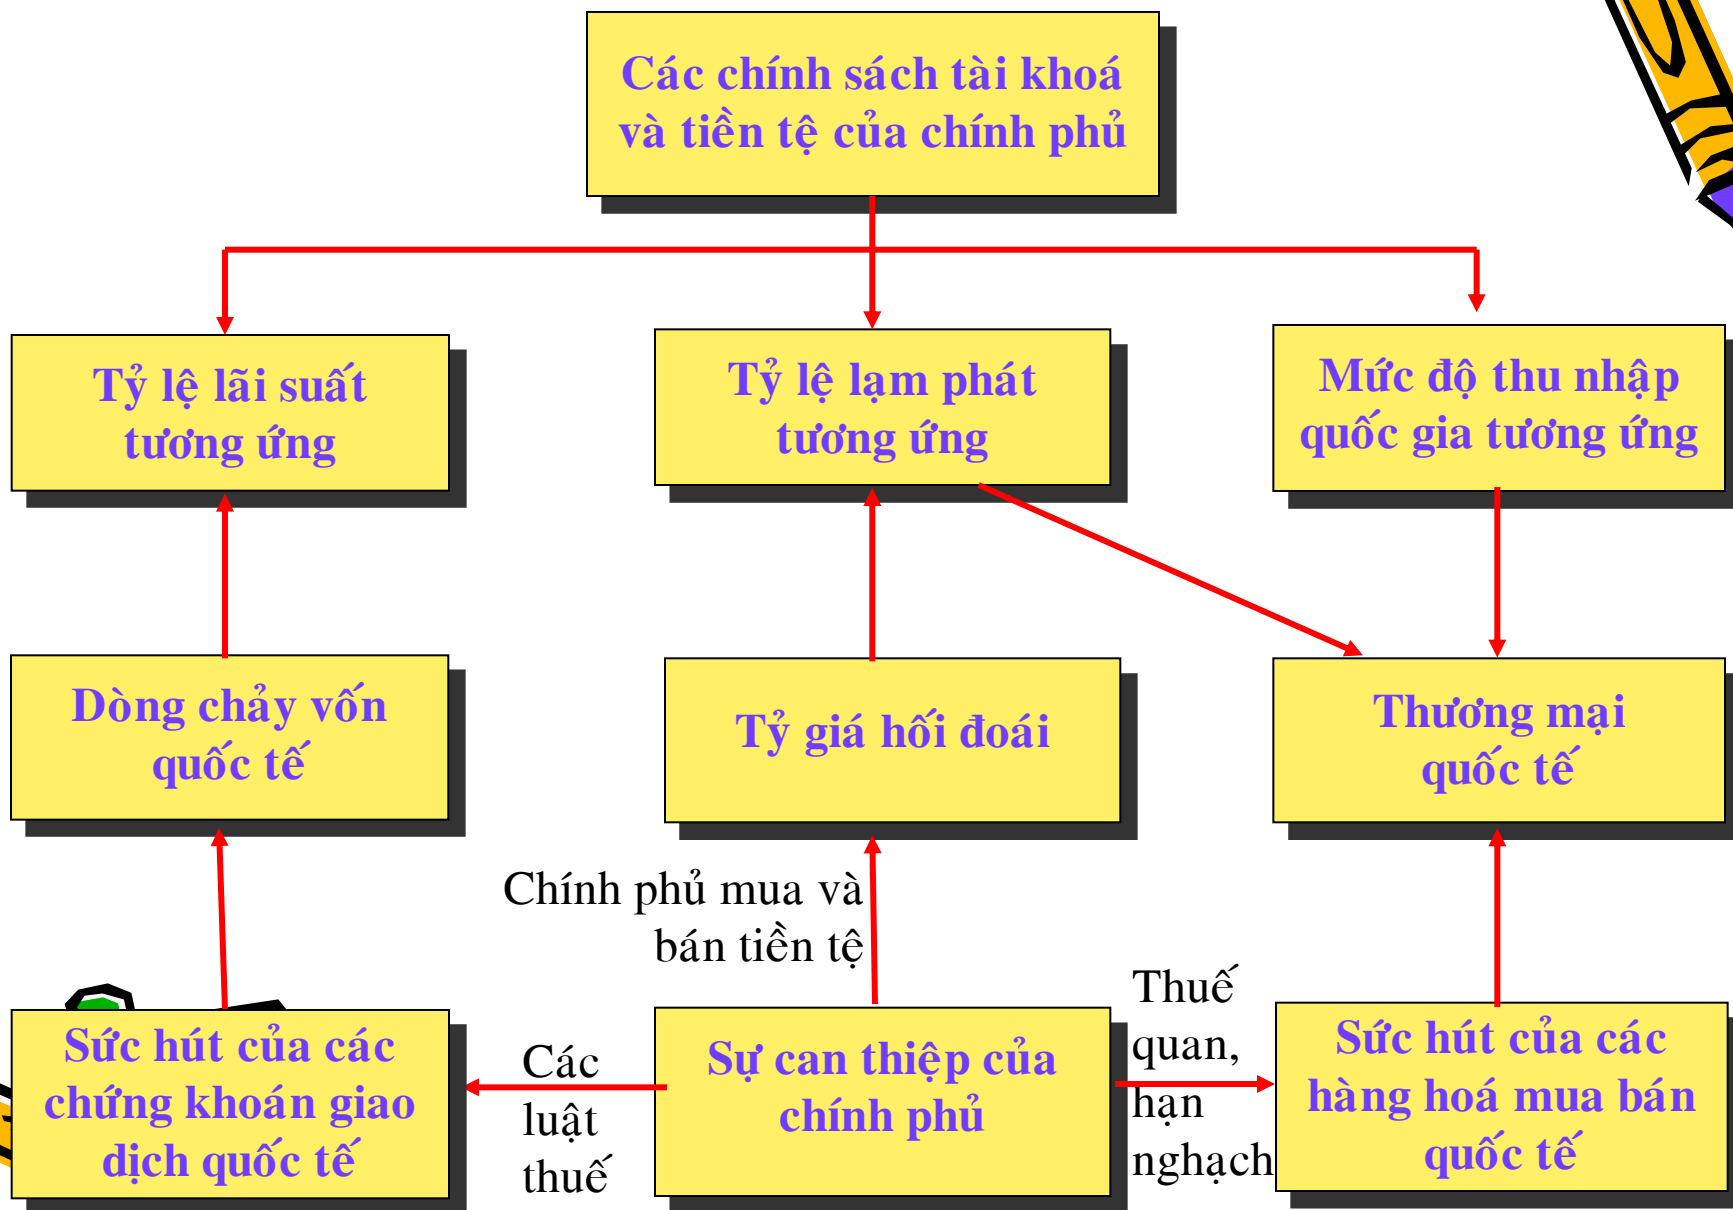 Các chính sách tài khoá
và tiền tệ của chính phủ
Tỷ lệ lãi suất
tương ứng
Tỷ lệ lạm phát
tương ứng
Mức độ thu nhập
quốc gia tương ứng
Dòng chảy vốn
quốc tế
Tỷ giá hối đoái
Thương mại
quốc tế
Chính phủ mua và
bán tiền tệ
Sức hút của các
chứng khoán giao
dịch quốc tế
Các
luật
thuế
Sự can thiệp của
chính phủ
Thuế
quan,
hạn
nghạch
Sức hút của các
hàng hoá mua bán
quốc tế